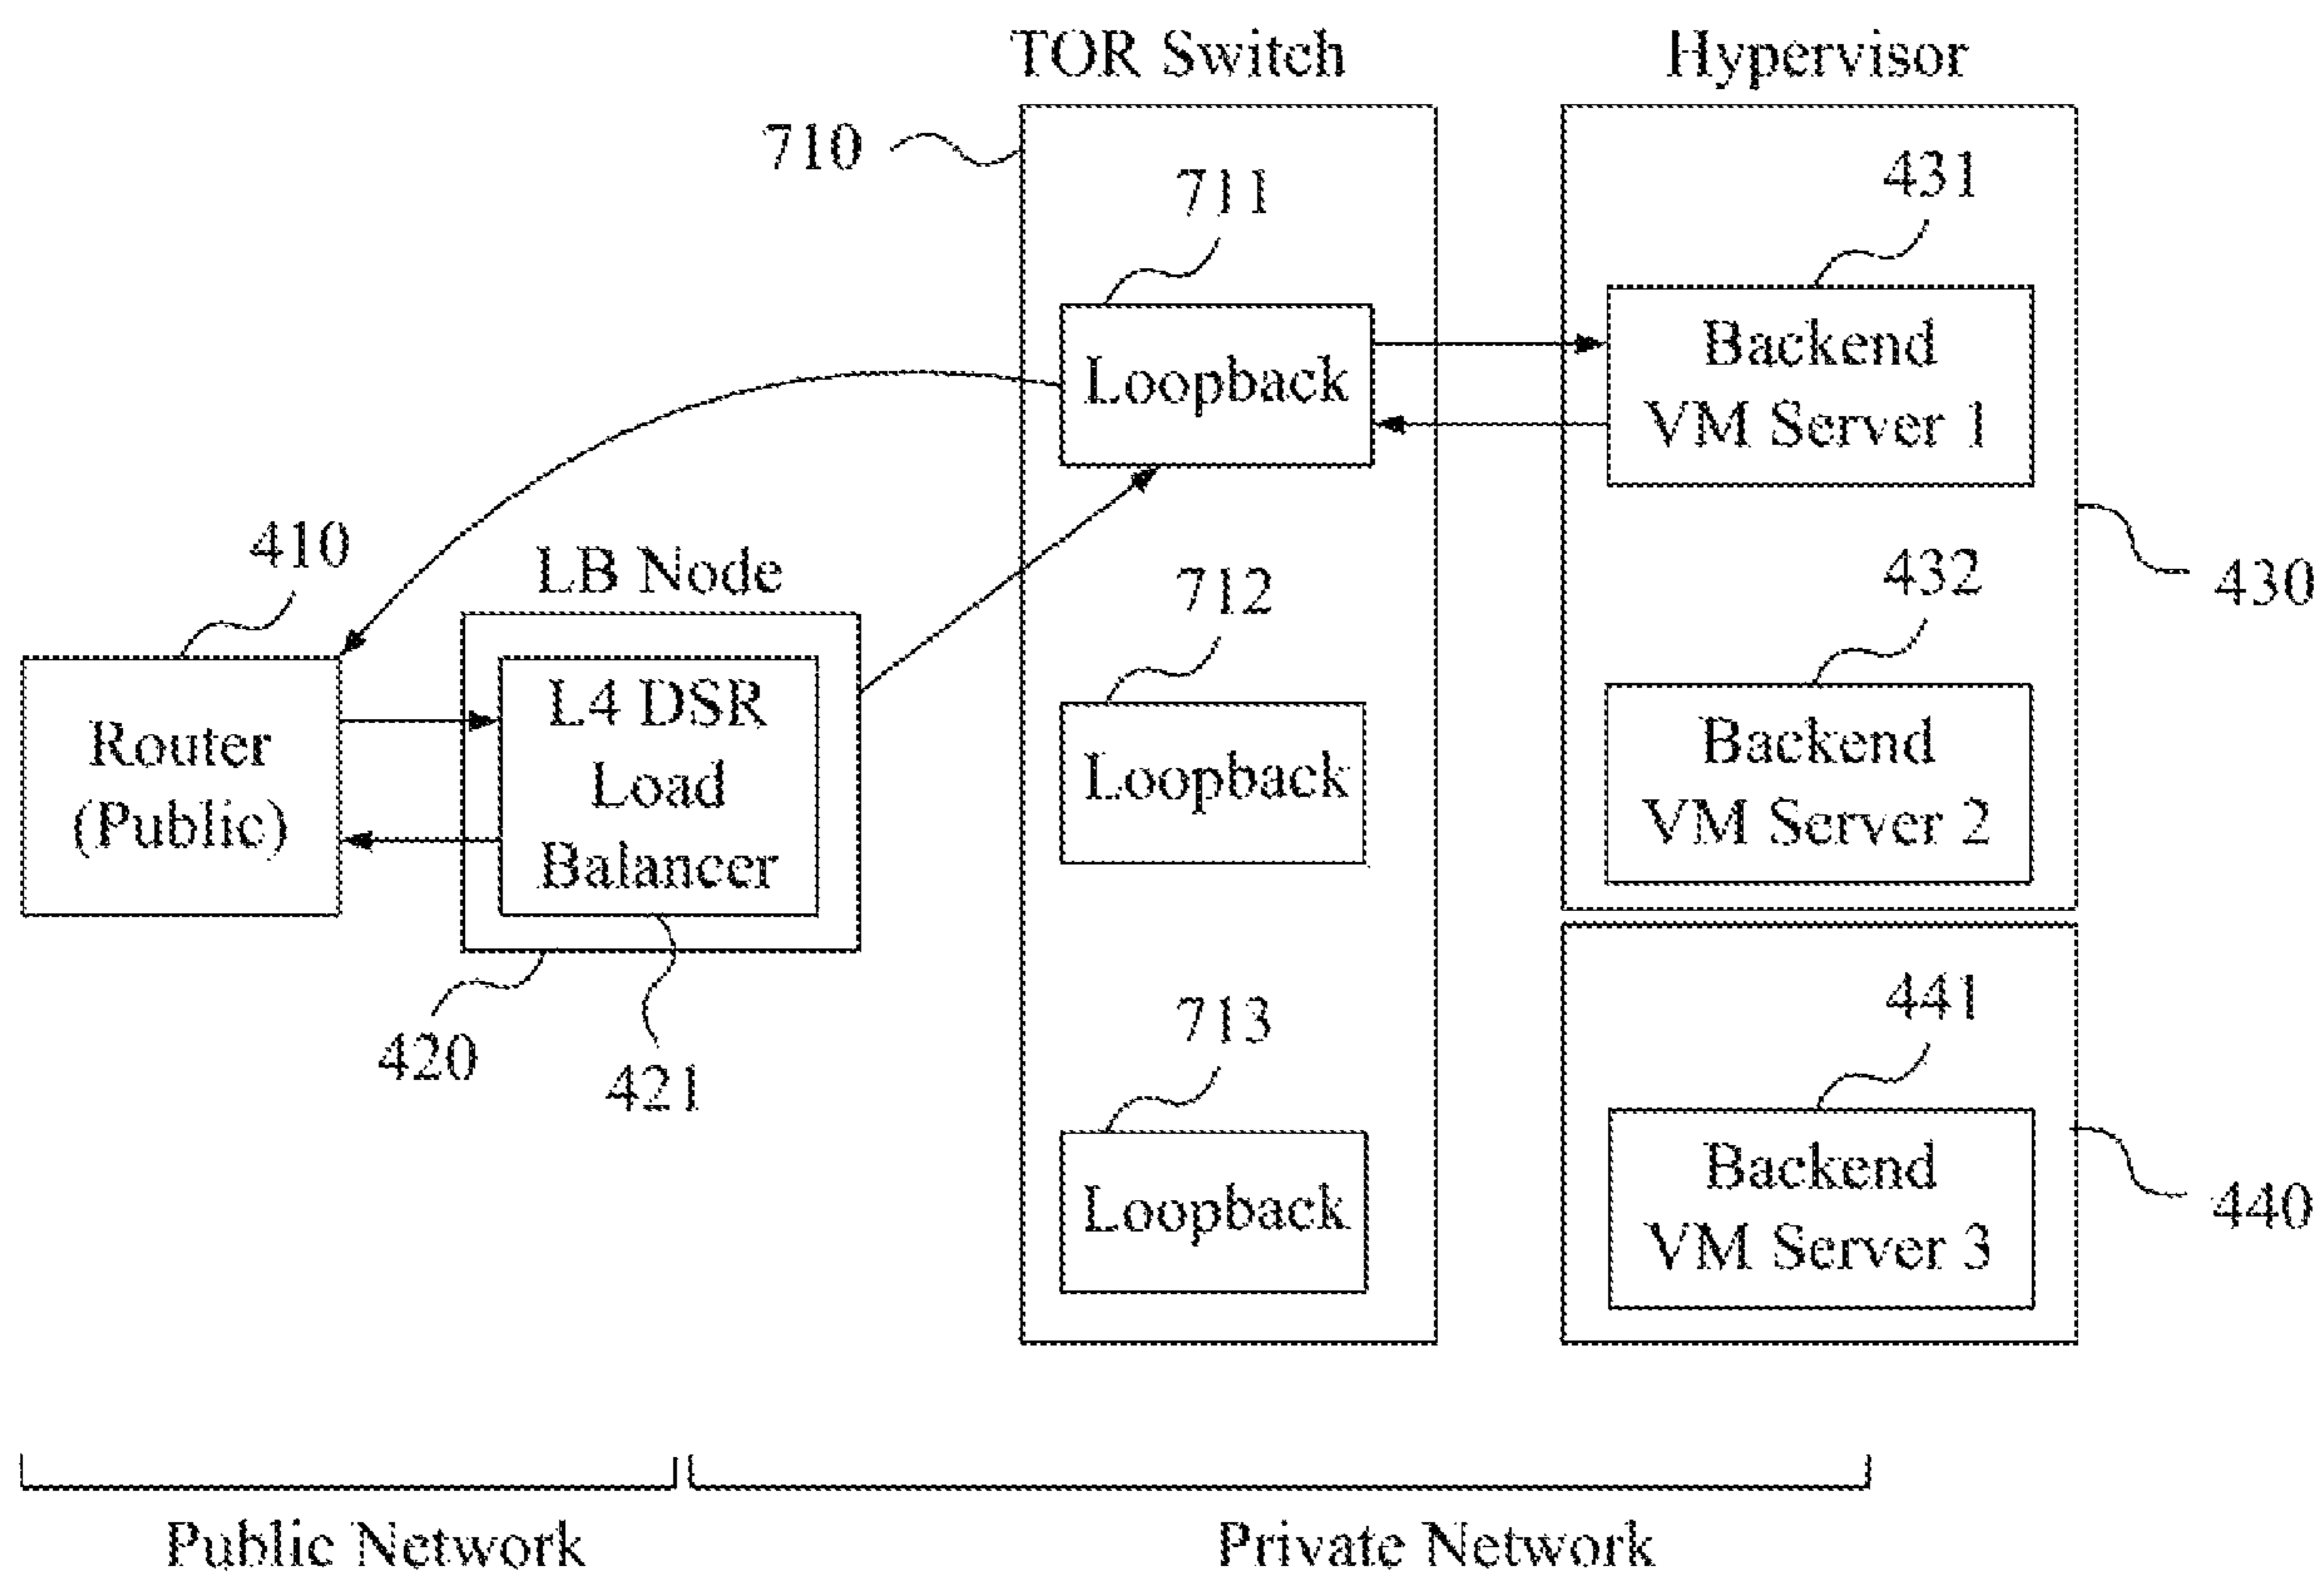 TOR Switch
Hypervisor
710
711
431
Loopback
Backend
VM Server 1
410
LB Node
712
432
430
Router
(Public)
L4 DSR
Load
Balancer
Loopback
Backend
VM Server 2
420
421
713
441
Loopback
Backend
VM Server 3
440
Public Network
Private Network